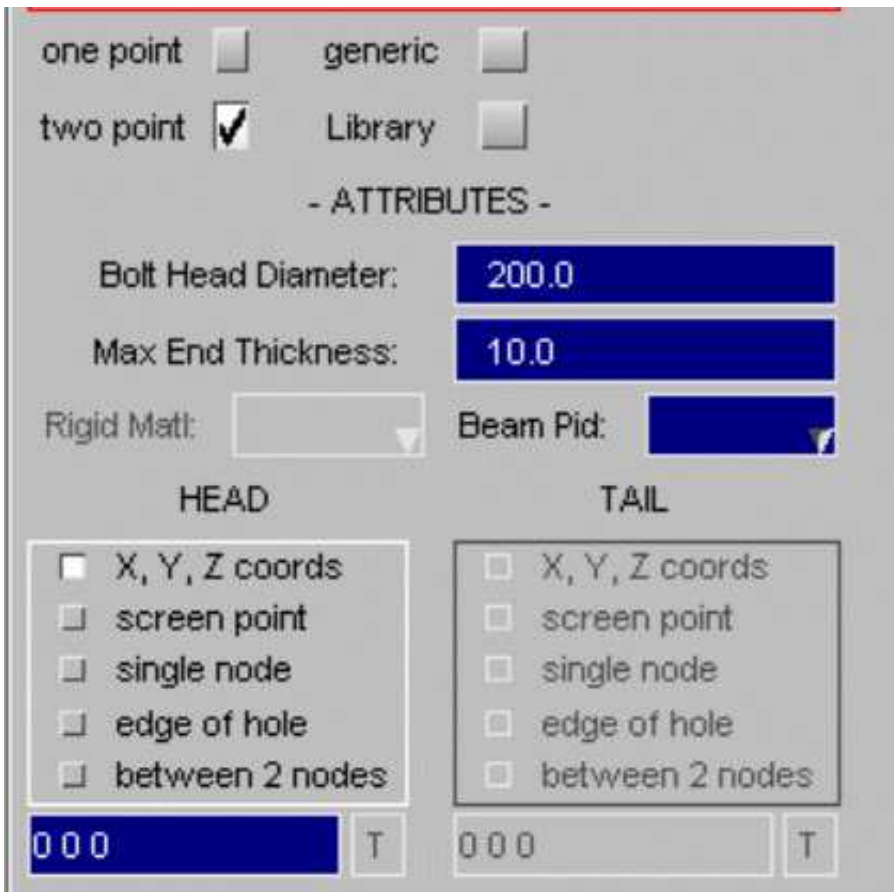 one point generic
two point Library
- ATTRIBUTES -
Bolt Head Diameter: 200.0
Max End Thickness: 10.0
Rigid Matl: Beam Pid:
HEAD TAIL
X, Y, Z coords X, Y, Z coords
screen point screen point
single node single node
edge of hole edge of hole
between 2 nodes between 2 nodes
0 0 0 T 0 0 0 T